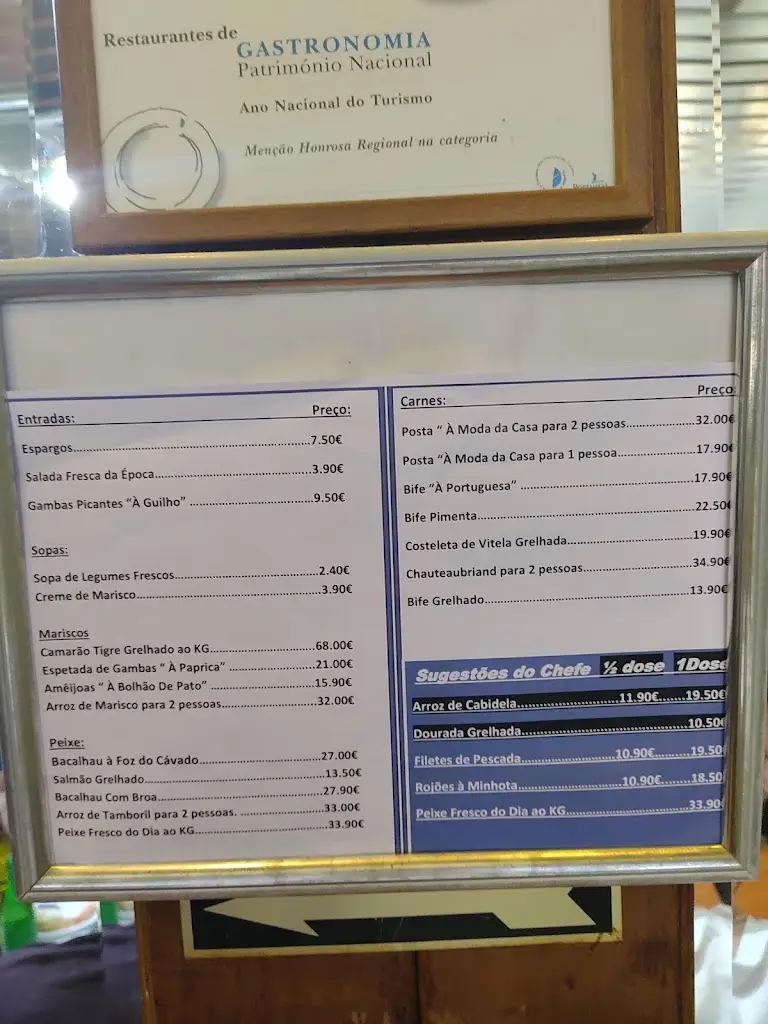 Restaurantes de
GASTRONOMIA
Património Nacional
Ano Nacional do Turismo
Menção Honrosa Regional na categoria
Entradas: Preço:
Espargos...7.50€
Salada Fresca da Época...3.90€
Gambas Picantes "À Guilho" ...9.50€
Sopas:
Sopa de Legumes Frescos...2.40€
Creme de Marisco...3.90€
Mariscos
Camarão Tigre Grelhado ao KG...68.00€
Espetada de Gambas " À Paprica" ...21.00€
Amêijoas " À Bolhão De Pato" ...15.90€
Arroz de Marisco para 2 pessoas...32.00€
Peixe:
Bacalhau à Foz do Cávado...27.00€
Salmão Grelhado...13.50€
Bacalhau Com Broa...27.90€
Arroz de Tamboril para 2 pessoas. ...33.00€
Peixe Fresco do Dia ao KG...33.90€
Carnes: Preço
Posta " À Moda da Casa para 2 pessoas...32.00€
Posta "À Moda da Casa para 1 pessoa...17.90€
Bife "À Portuguesa" ...17.90€
Bife Pimenta...22.50€
Costeleta de Vitela Grelhada...19.90€
Chauteaubriand para 2 pessoas...34.90€
Bife Grelhado...13.90€
Sugestões do Chefe ½ dose 1Dose
Arroz de Cabidela...11.90€...19.50€
Dourada Grelhada...10.50€
Filetes de Pescada...10.90€...19.50
Rojões à Minhota...10.90€...18.50
Peixe Fresco do Dia ao KG...33.90